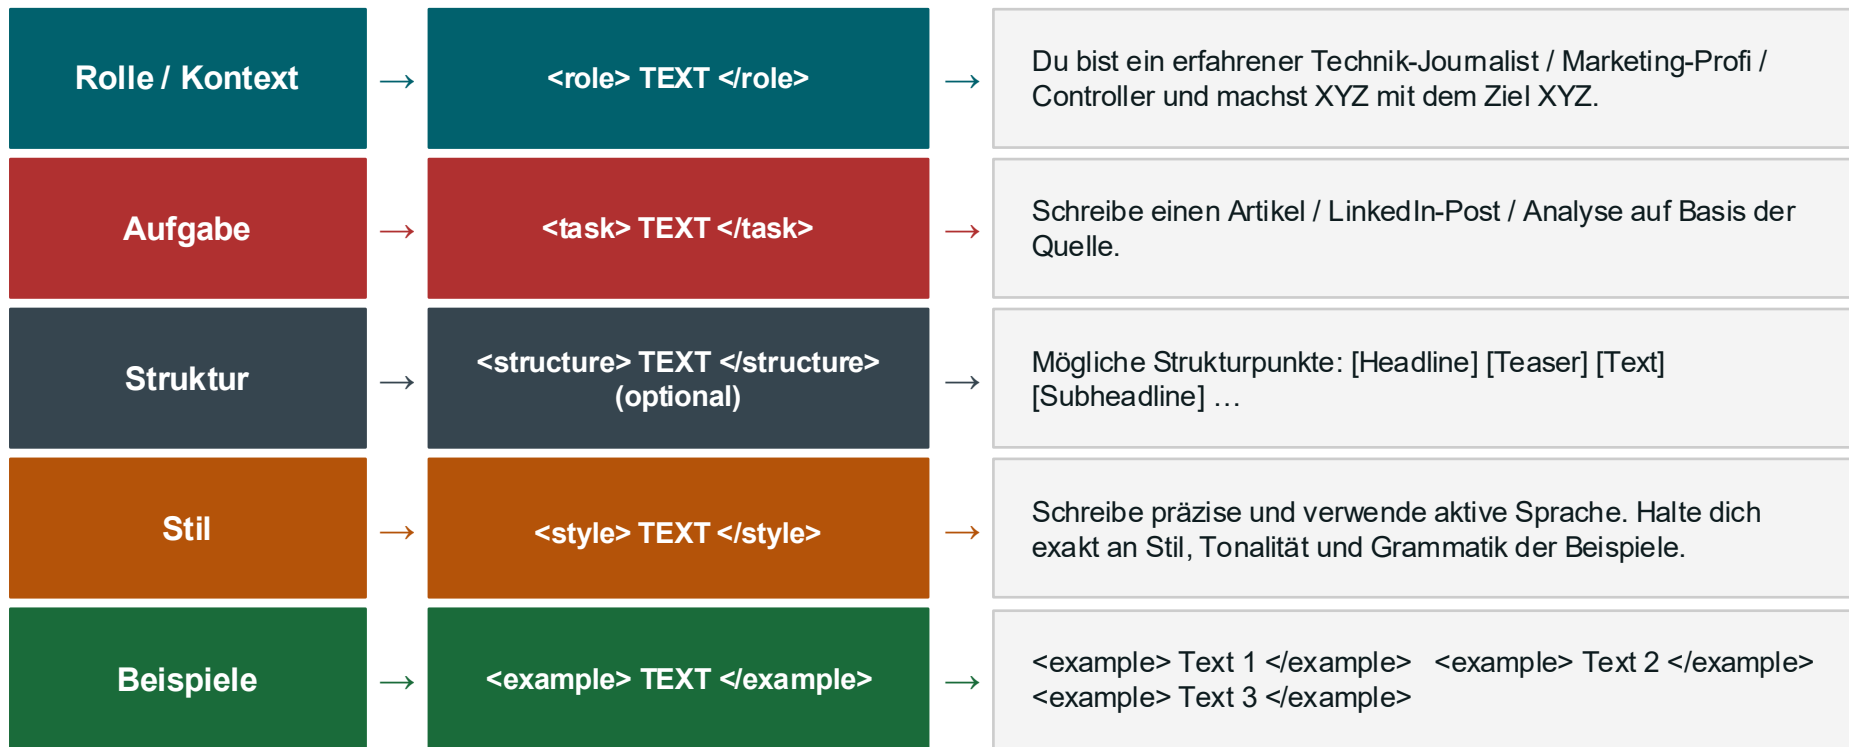 Rolle / Kontext → <role> TEXT </role> → Du bist ein erfahrener Technik-Journalist / Marketing-Profi /
Controller und machst XYZ mit dem Ziel XYZ.
Aufgabe → <task> TEXT </task> → Schreibe einen Artikel / LinkedIn-Post / Analyse auf Basis der
Quelle.
Struktur → <structure> TEXT </structure>
(optional) → Mögliche Strukturpunkte: [Headline] [Teaser] [Text]
[Subheadline] …
Stil → <style> TEXT </style> → Schreibe präzise und verwende aktive Sprache. Halte dich
exakt an Stil, Tonalität und Grammatik der Beispiele.
Beispiele → <example> TEXT </example> → <example> Text 1 </example> <example> Text 2 </example>
<example> Text 3 </example>